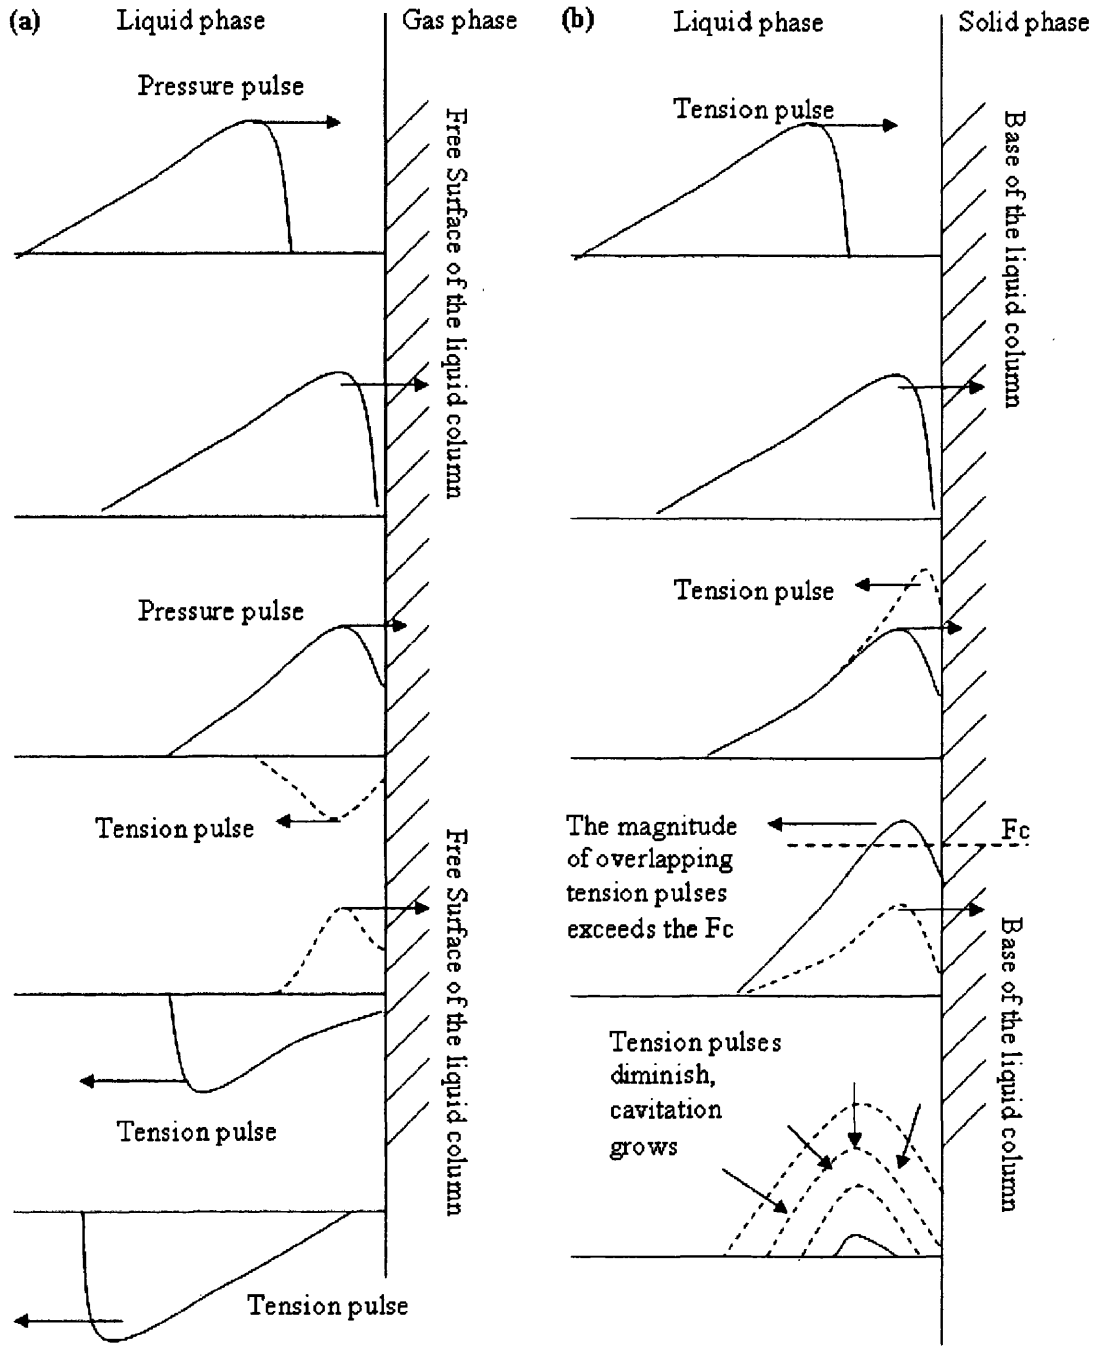 (a) Liquid phase Gas phase
Pressure pulse
Free Surface of the liquid column
Pressure pulse
Tension pulse
Free Surface of the liquid column
Tension pulse
Tension pulse
(b) Liquid phase Solid phase
Tension pulse
Base of the liquid column
Tension pulse
The magnitude
of overlapping
tension pulses
exceeds the Fc
Fc
Base of the liquid column
Tension pulses
diminish,
cavitation
grows